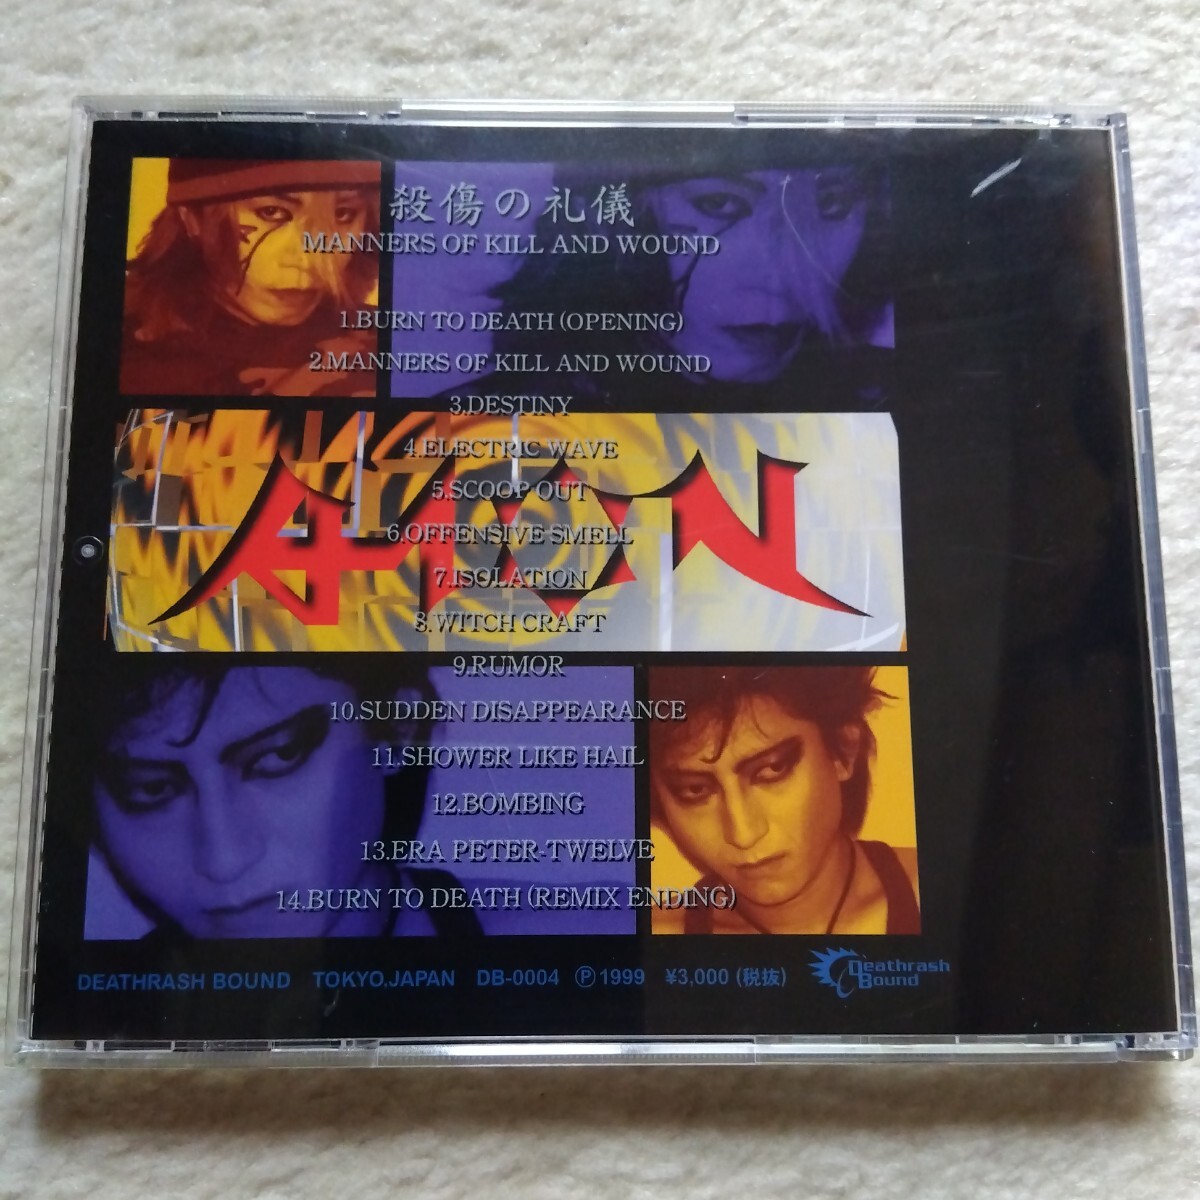 殺傷の礼儀
MANNERS OF KILL AND WOUND
1.BURN TO DEATH (OPENING)
2.MANNERS OF KILL AND WOUND
3.DESTINY
4.ELECTRIC WAVE
5.SCOOP OUT
6.OFFENSIVE SMELL
7.ISOLATION
8.WITCH CRAFT
9.RUMOR
10.SUDDEN DISAPPEARANCE
11.SHOWER LIKE HAIL
12.BOMBING
13.ERA PETER-TWELVE
14.BURN TO DEATH (REMIX ENDING)
AION
DEATHRASH BOUND TOKYO,JAPAN DB-0004 Ⓟ1999 ¥3,000 (税抜)
Deathrash
Bound